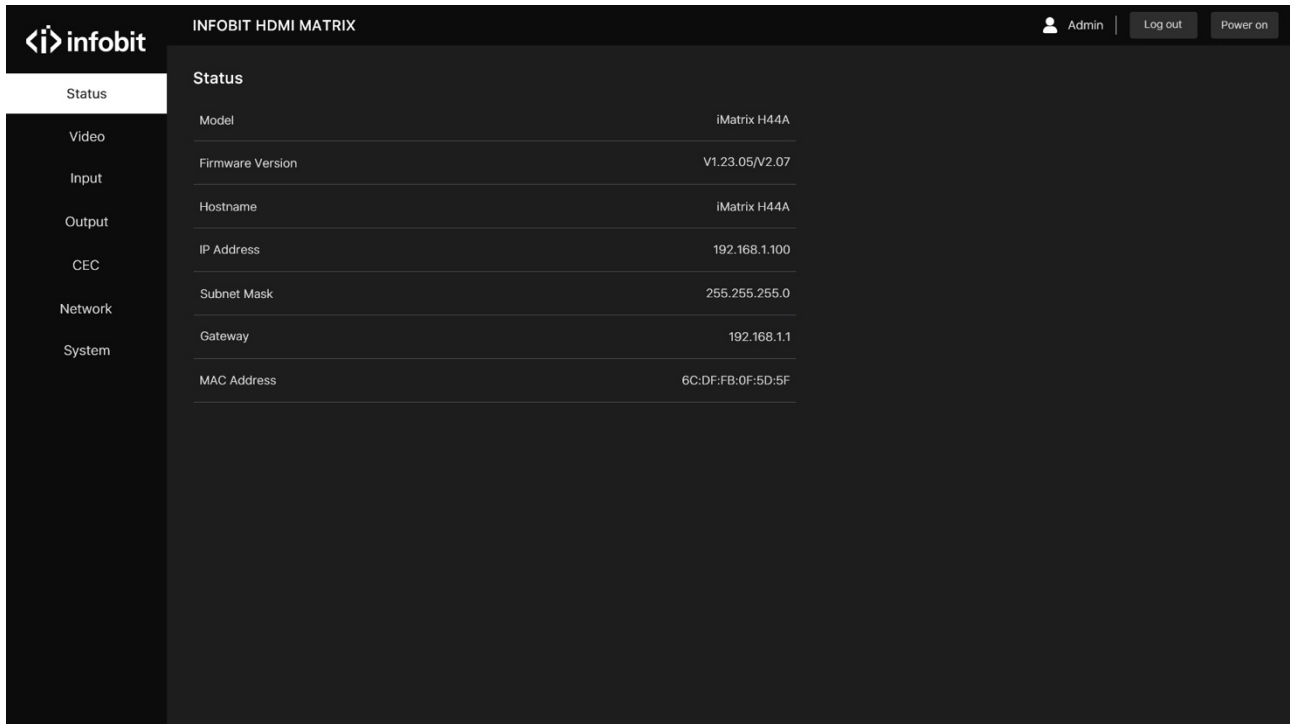 <i> infobit
INFOBIT HDMI MATRIX
Admin
Log out
Power on
Status
Video
Input
Output
CEC
Network
System
Status
Model iMatrix H44A
Firmware Version V1.23.05/V2.07
Hostname iMatrix H44A
IP Address 192.168.1.100
Subnet Mask 255.255.255.0
Gateway 192.168.1.1
MAC Address 6C:DF:FB:0F:5D:5F